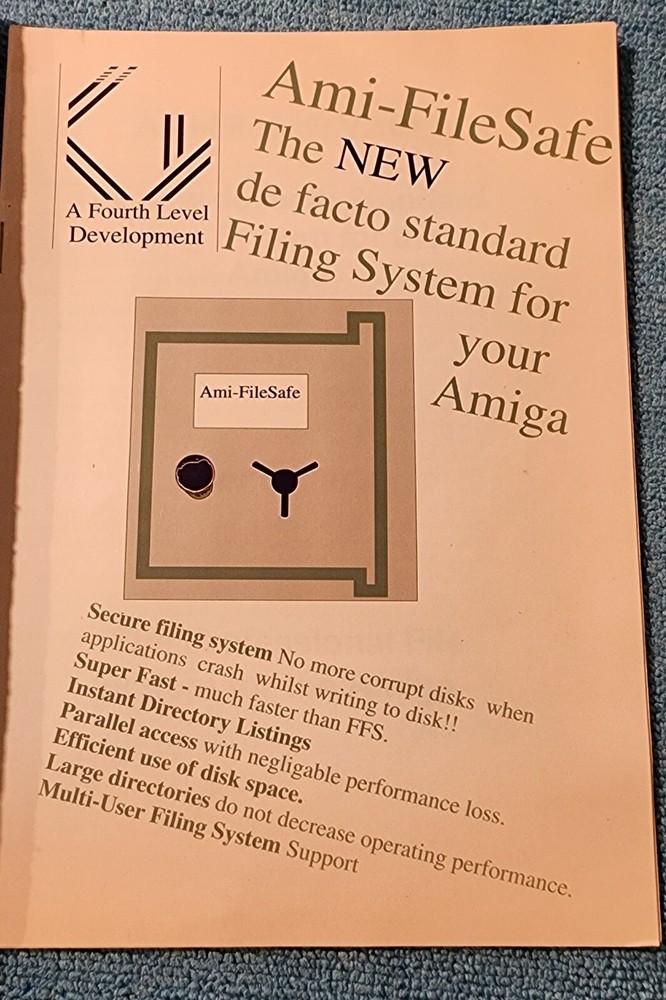 Ami-FileSafe
The NEW
de facto standard
Filing System for
your
Amiga
A Fourth Level
Development
Ami-FileSafe
Secure filing system No more corrupt disks when
applications crash whilst writing to disk!!
Super Fast - much faster than FFS.
Instant Directory Listings
Parallel access with negligable performance loss.
Efficient use of disk space.
Large directories do not decrease operating performance.
Multi-User Filing System Support